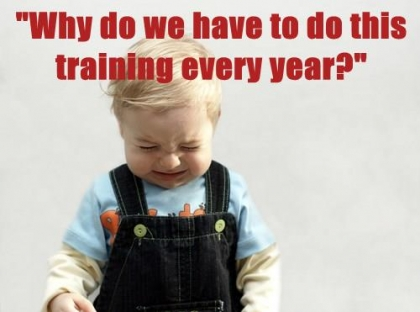 "Why do we have to do this
training every year?"